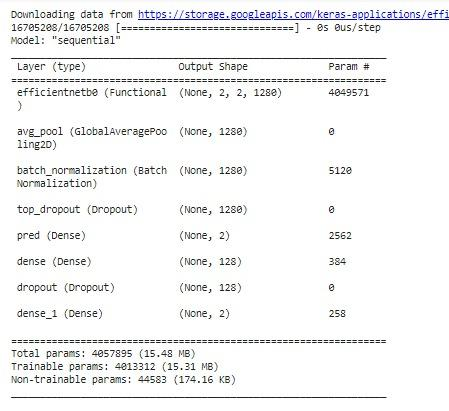 Downloading data from https://storage.googleapis.com/keras-applications/effi
16705208/16705208 [==============================] - 0s 0us/step
Model: "sequential"
Layer (type) Output Shape Param #
=================================================================
efficientnetb0 (Functional (None, 2, 2, 1280) 4049571
)
avg_pool (GlobalAveragePoo (None, 1280) 0
ling2D)
batch_normalization (Batch (None, 1280) 5120
Normalization)
top_dropout (Dropout) (None, 1280) 0
pred (Dense) (None, 2) 2562
dense (Dense) (None, 128) 384
dropout (Dropout) (None, 128) 0
dense_1 (Dense) (None, 2) 258
=================================================================
Total params: 4057895 (15.48 MB)
Trainable params: 4013312 (15.31 MB)
Non-trainable params: 44583 (174.16 KB)